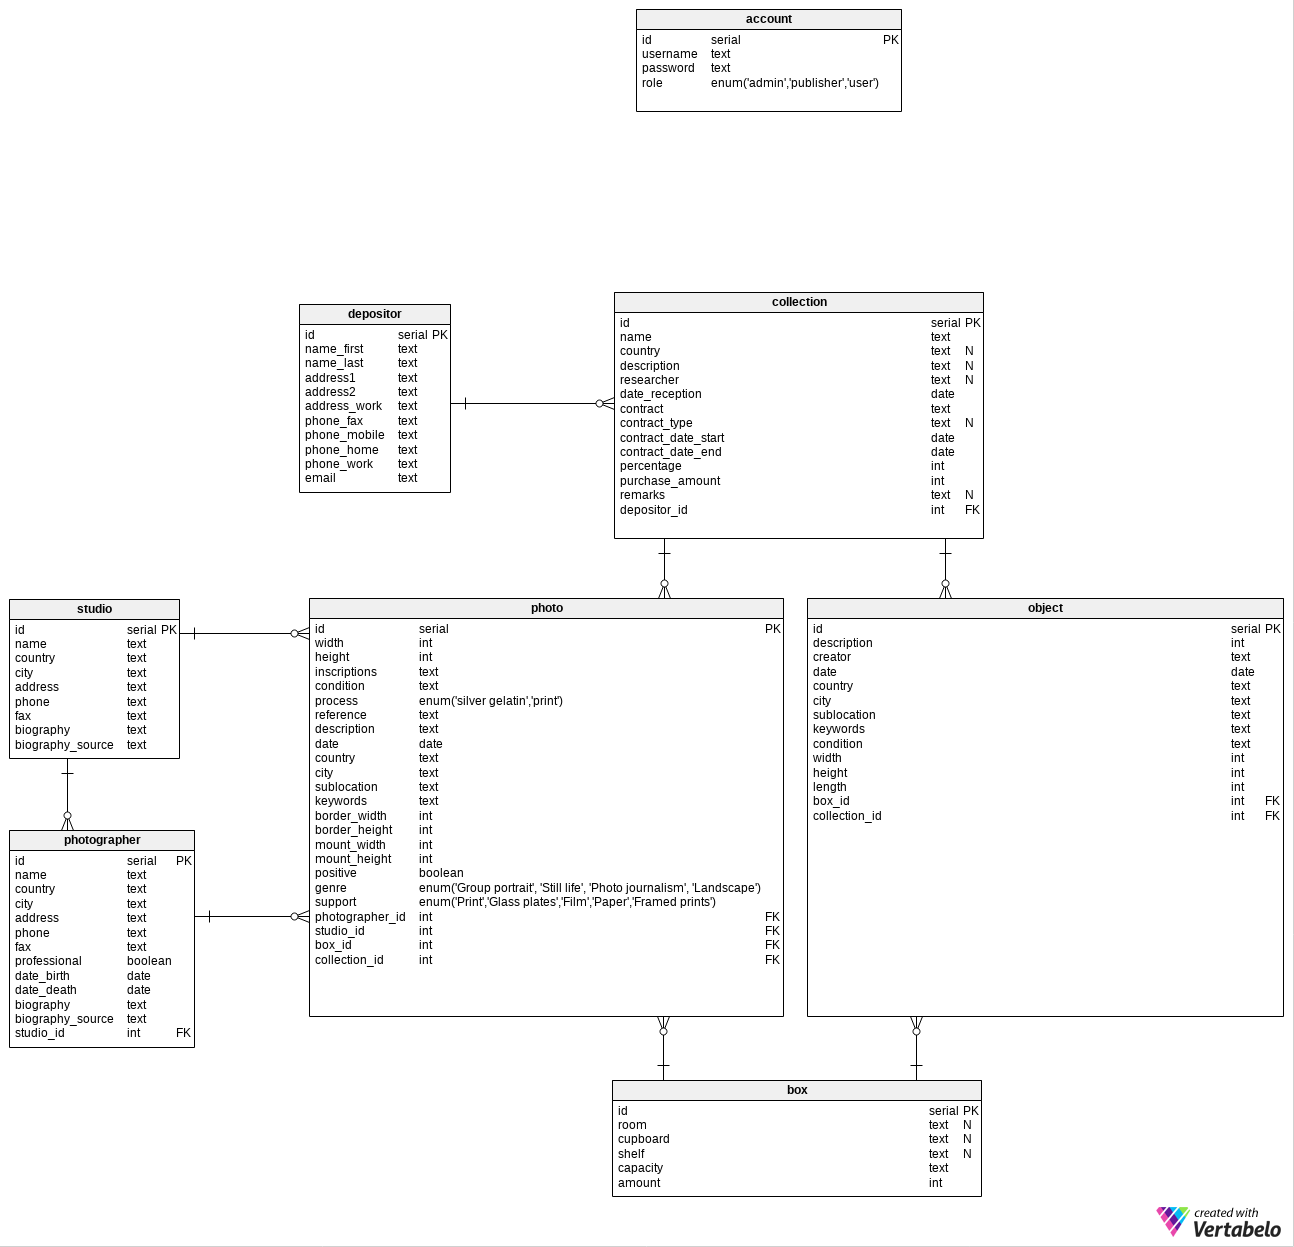 account
id serial PK
username text
password text
role enum('admin','publisher','user')
depositor
id serial PK
name_first text
name_last text
address1 text
address2 text
address_work text
phone_fax text
phone_mobile text
phone_home text
phone_work text
email text
collection
id serial PK
name text
country text N
description text N
researcher text N
date_reception date
contract text
contract_type text N
contract_date_start date
contract_date_end date
percentage int
purchase_amount int
remarks text N
depositor_id int FK
studio
id serial PK
name text
country text
city text
address text
phone text
fax text
biography text
biography_source text
photo
id serial PK
width int
height int
inscriptions text
condition text
process enum('silver gelatin','print')
reference text
description text
date date
country text
city text
sublocation text
keywords text
border_width int
border_height int
mount_width int
mount_height int
positive boolean
genre enum('Group portrait', 'Still life', 'Photo journalism', 'Landscape')
support enum('Print','Glass plates','Film','Paper','Framed prints')
photographer_id int FK
studio_id int FK
box_id int FK
collection_id int FK
object
id serial PK
description int
creator text
date date
country text
city text
sublocation text
keywords text
condition text
width int
height int
length int
box_id int FK
collection_id int FK
photographer
id serial PK
name text
country text
city text
address text
phone text
fax text
professional boolean
date_birth date
date_death date
biography text
biography_source text
studio_id int FK
box
id serial PK
room text N
cupboard text N
shelf text N
capacity text
amount int
created with
Vertabelo